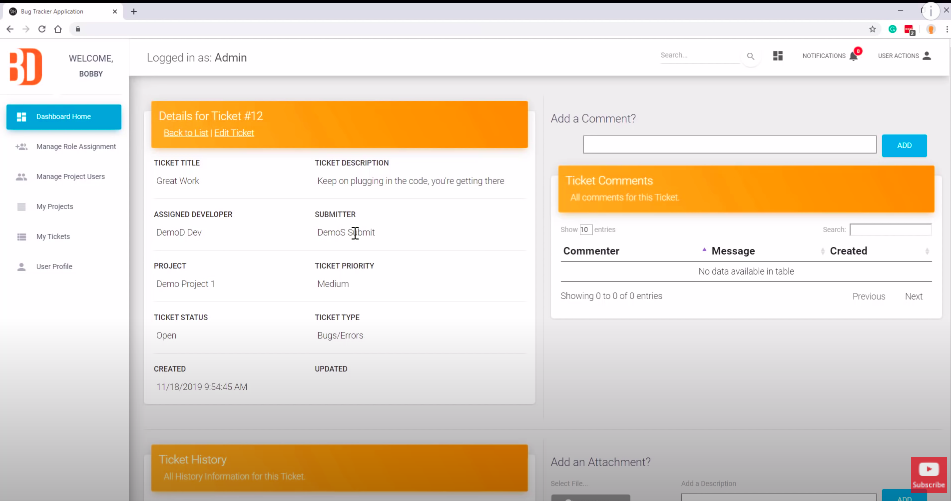 Bug Tracker Application
BD
WELCOME,
BOBBY
Logged in as: Admin
Search...
NOTIFICATIONS
8
USER ACTIONS
Dashboard Home
Manage Role Assignment
Manage Project Users
My Projects
My Tickets
User Profile
Details for Ticket #12
Back to List | Edit Ticket
TICKET TITLE
TICKET DESCRIPTION
Great Work
Keep on plugging in the code, you're getting there
ASSIGNED DEVELOPER
SUBMITTER
DemoD Dev
DemoS Submit
PROJECT
TICKET PRIORITY
Demo Project 1
Medium
TICKET STATUS
TICKET TYPE
Open
Bugs/Errors
CREATED
UPDATED
11/18/2019 9:54:45 AM
Ticket History
All History Information for this Ticket.
Add a Comment?
ADD
Ticket Comments
All comments for this Ticket.
Show 10 entries
Search:
Commenter
Message
Created
No data available in table
Showing 0 to 0 of 0 entries
Previous
Next
Add an Attachment?
Select File...
Add a Description
ADD
Subscribe